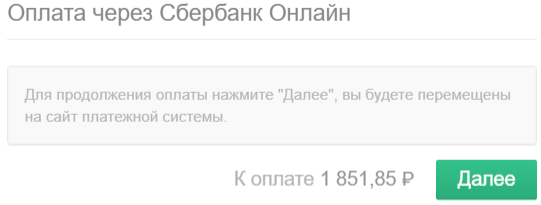 Оплата через Сбербанк Онлайн
Для продолжения оплаты нажмите "Далее", вы будете перемещены
на сайт платежной системы.
К оплате 1 851,85 ₽ Далее